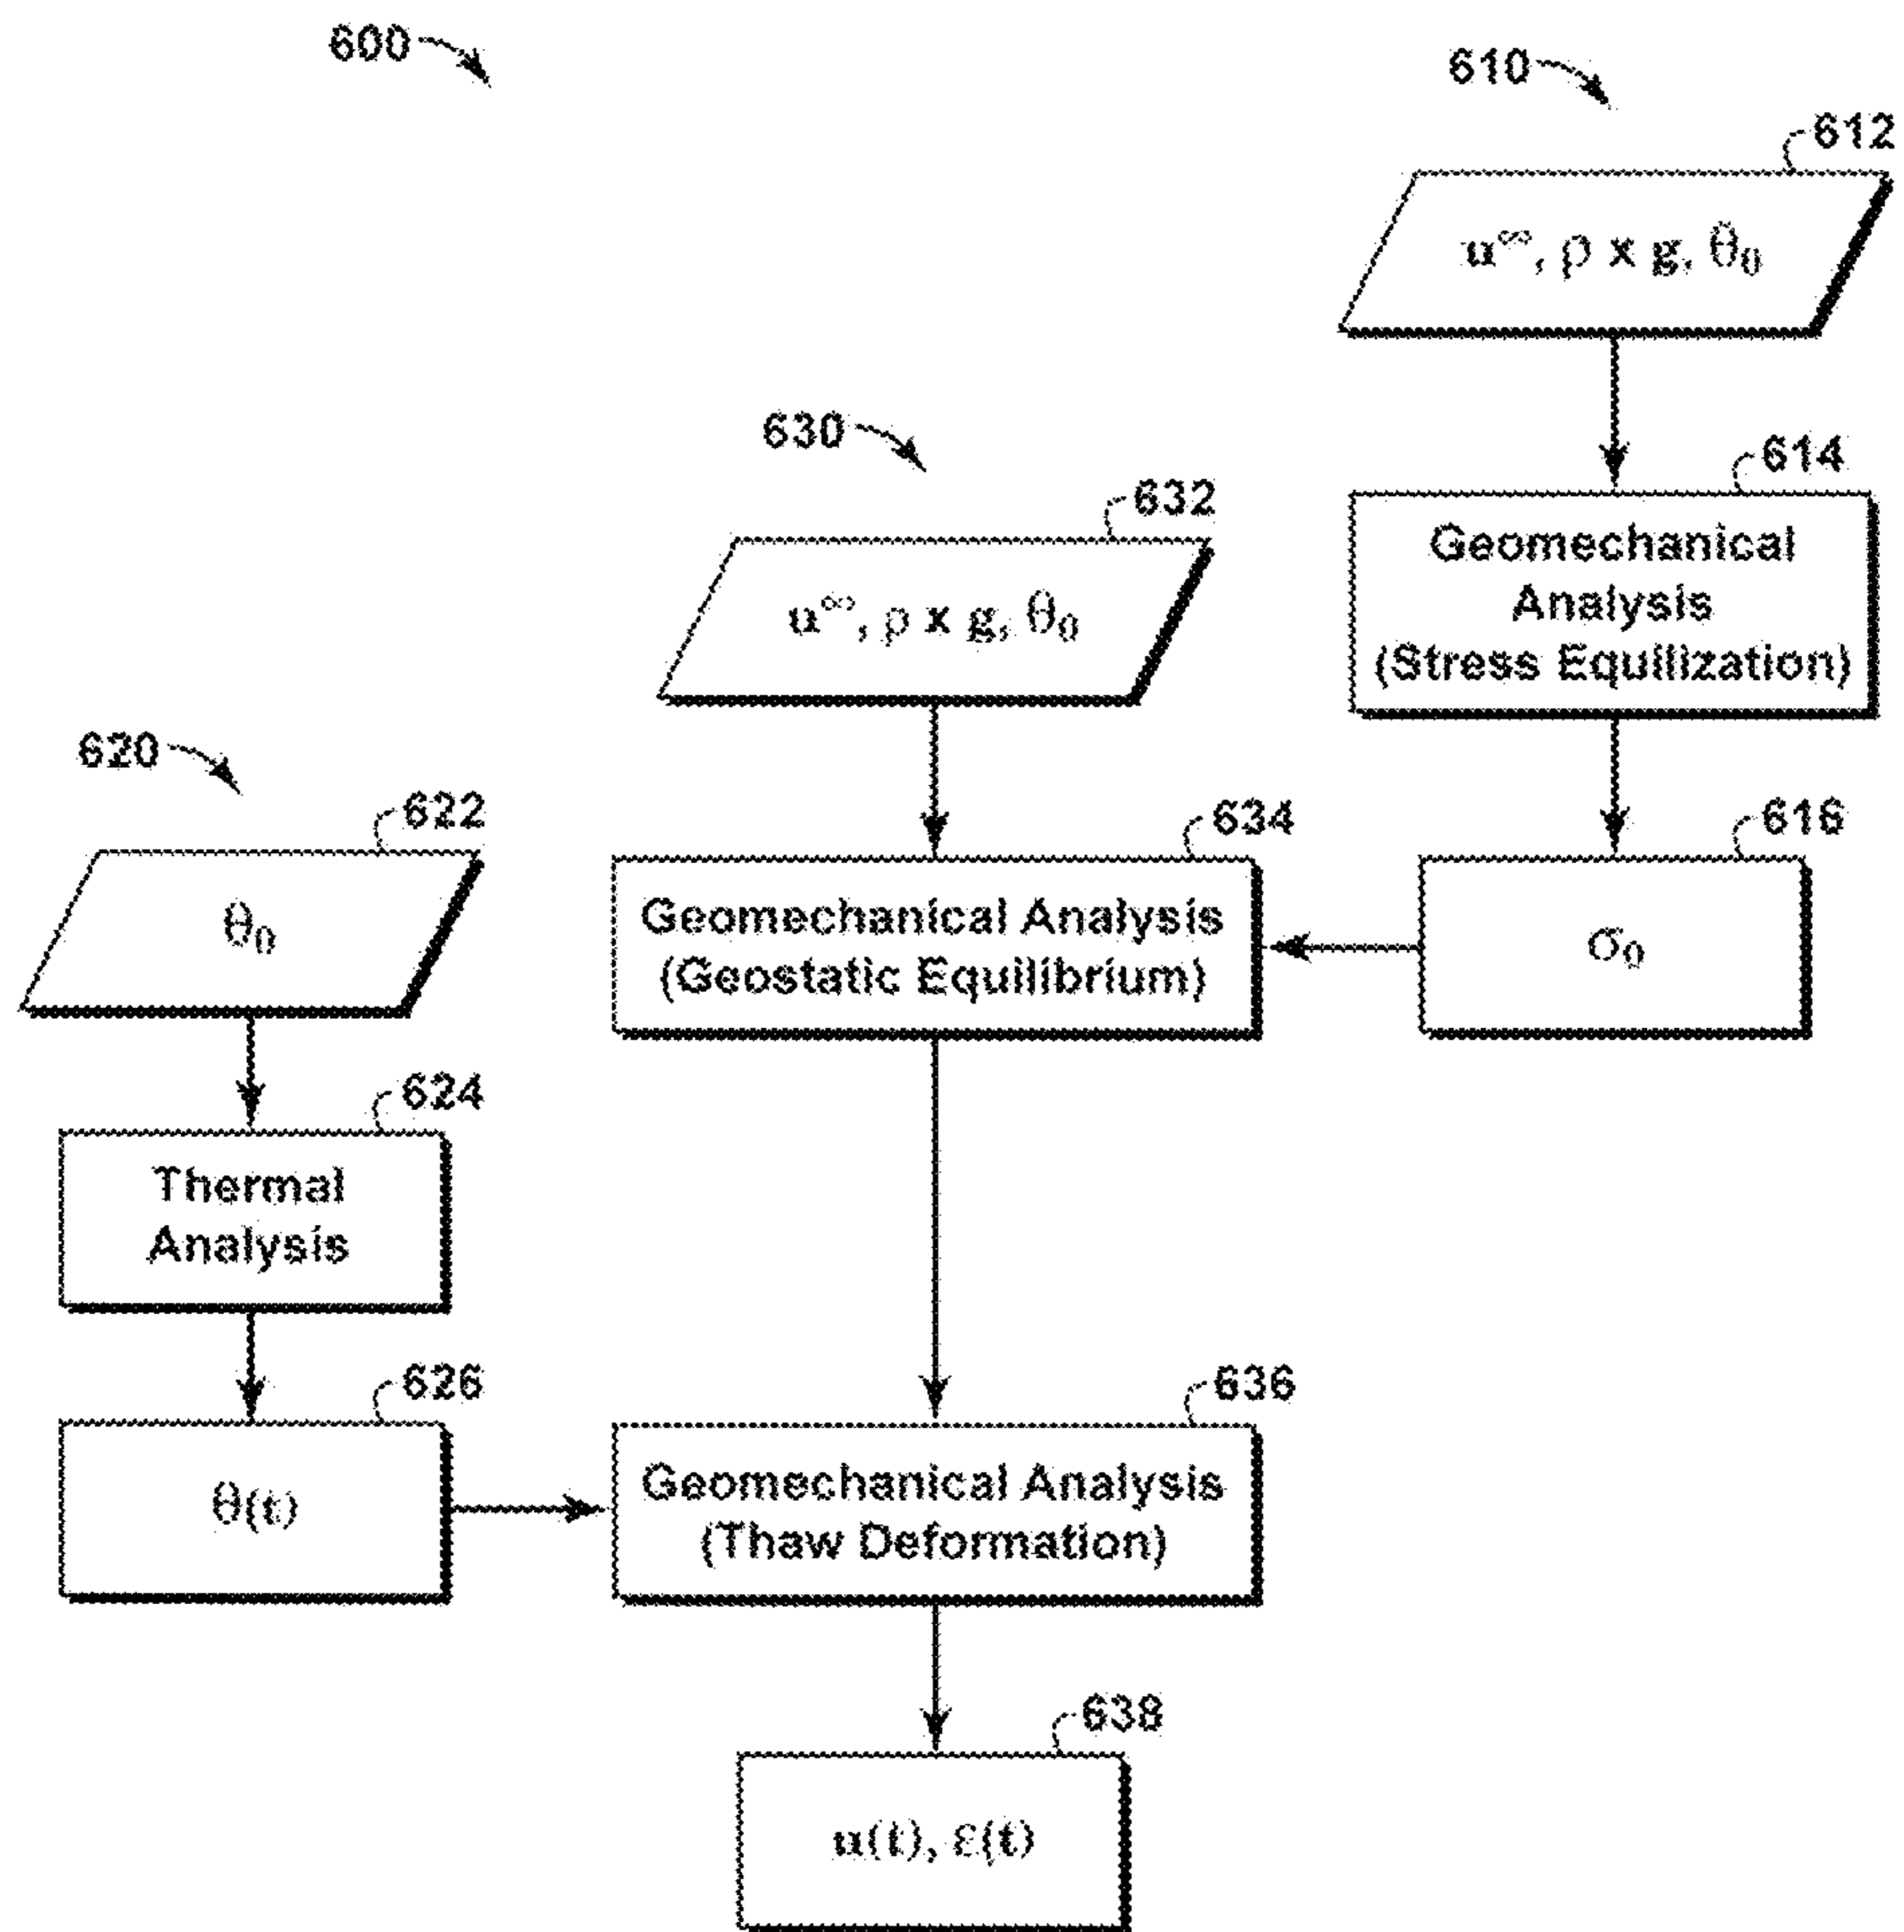 600
610
612
u^∞, ρ x g, θ₀
630
614
632
Geomechanical
Analysis
(Stress Equilization)
u^∞, ρ x g, θ₀
620
622
634
616
θ₀
Geomechanical Analysis
(Geostatic Equilibrium)
σ₀
624
Thermal
Analysis
626
636
θ(t)
Geomechanical Analysis
(Thaw Deformation)
638
u(t), ε(t)